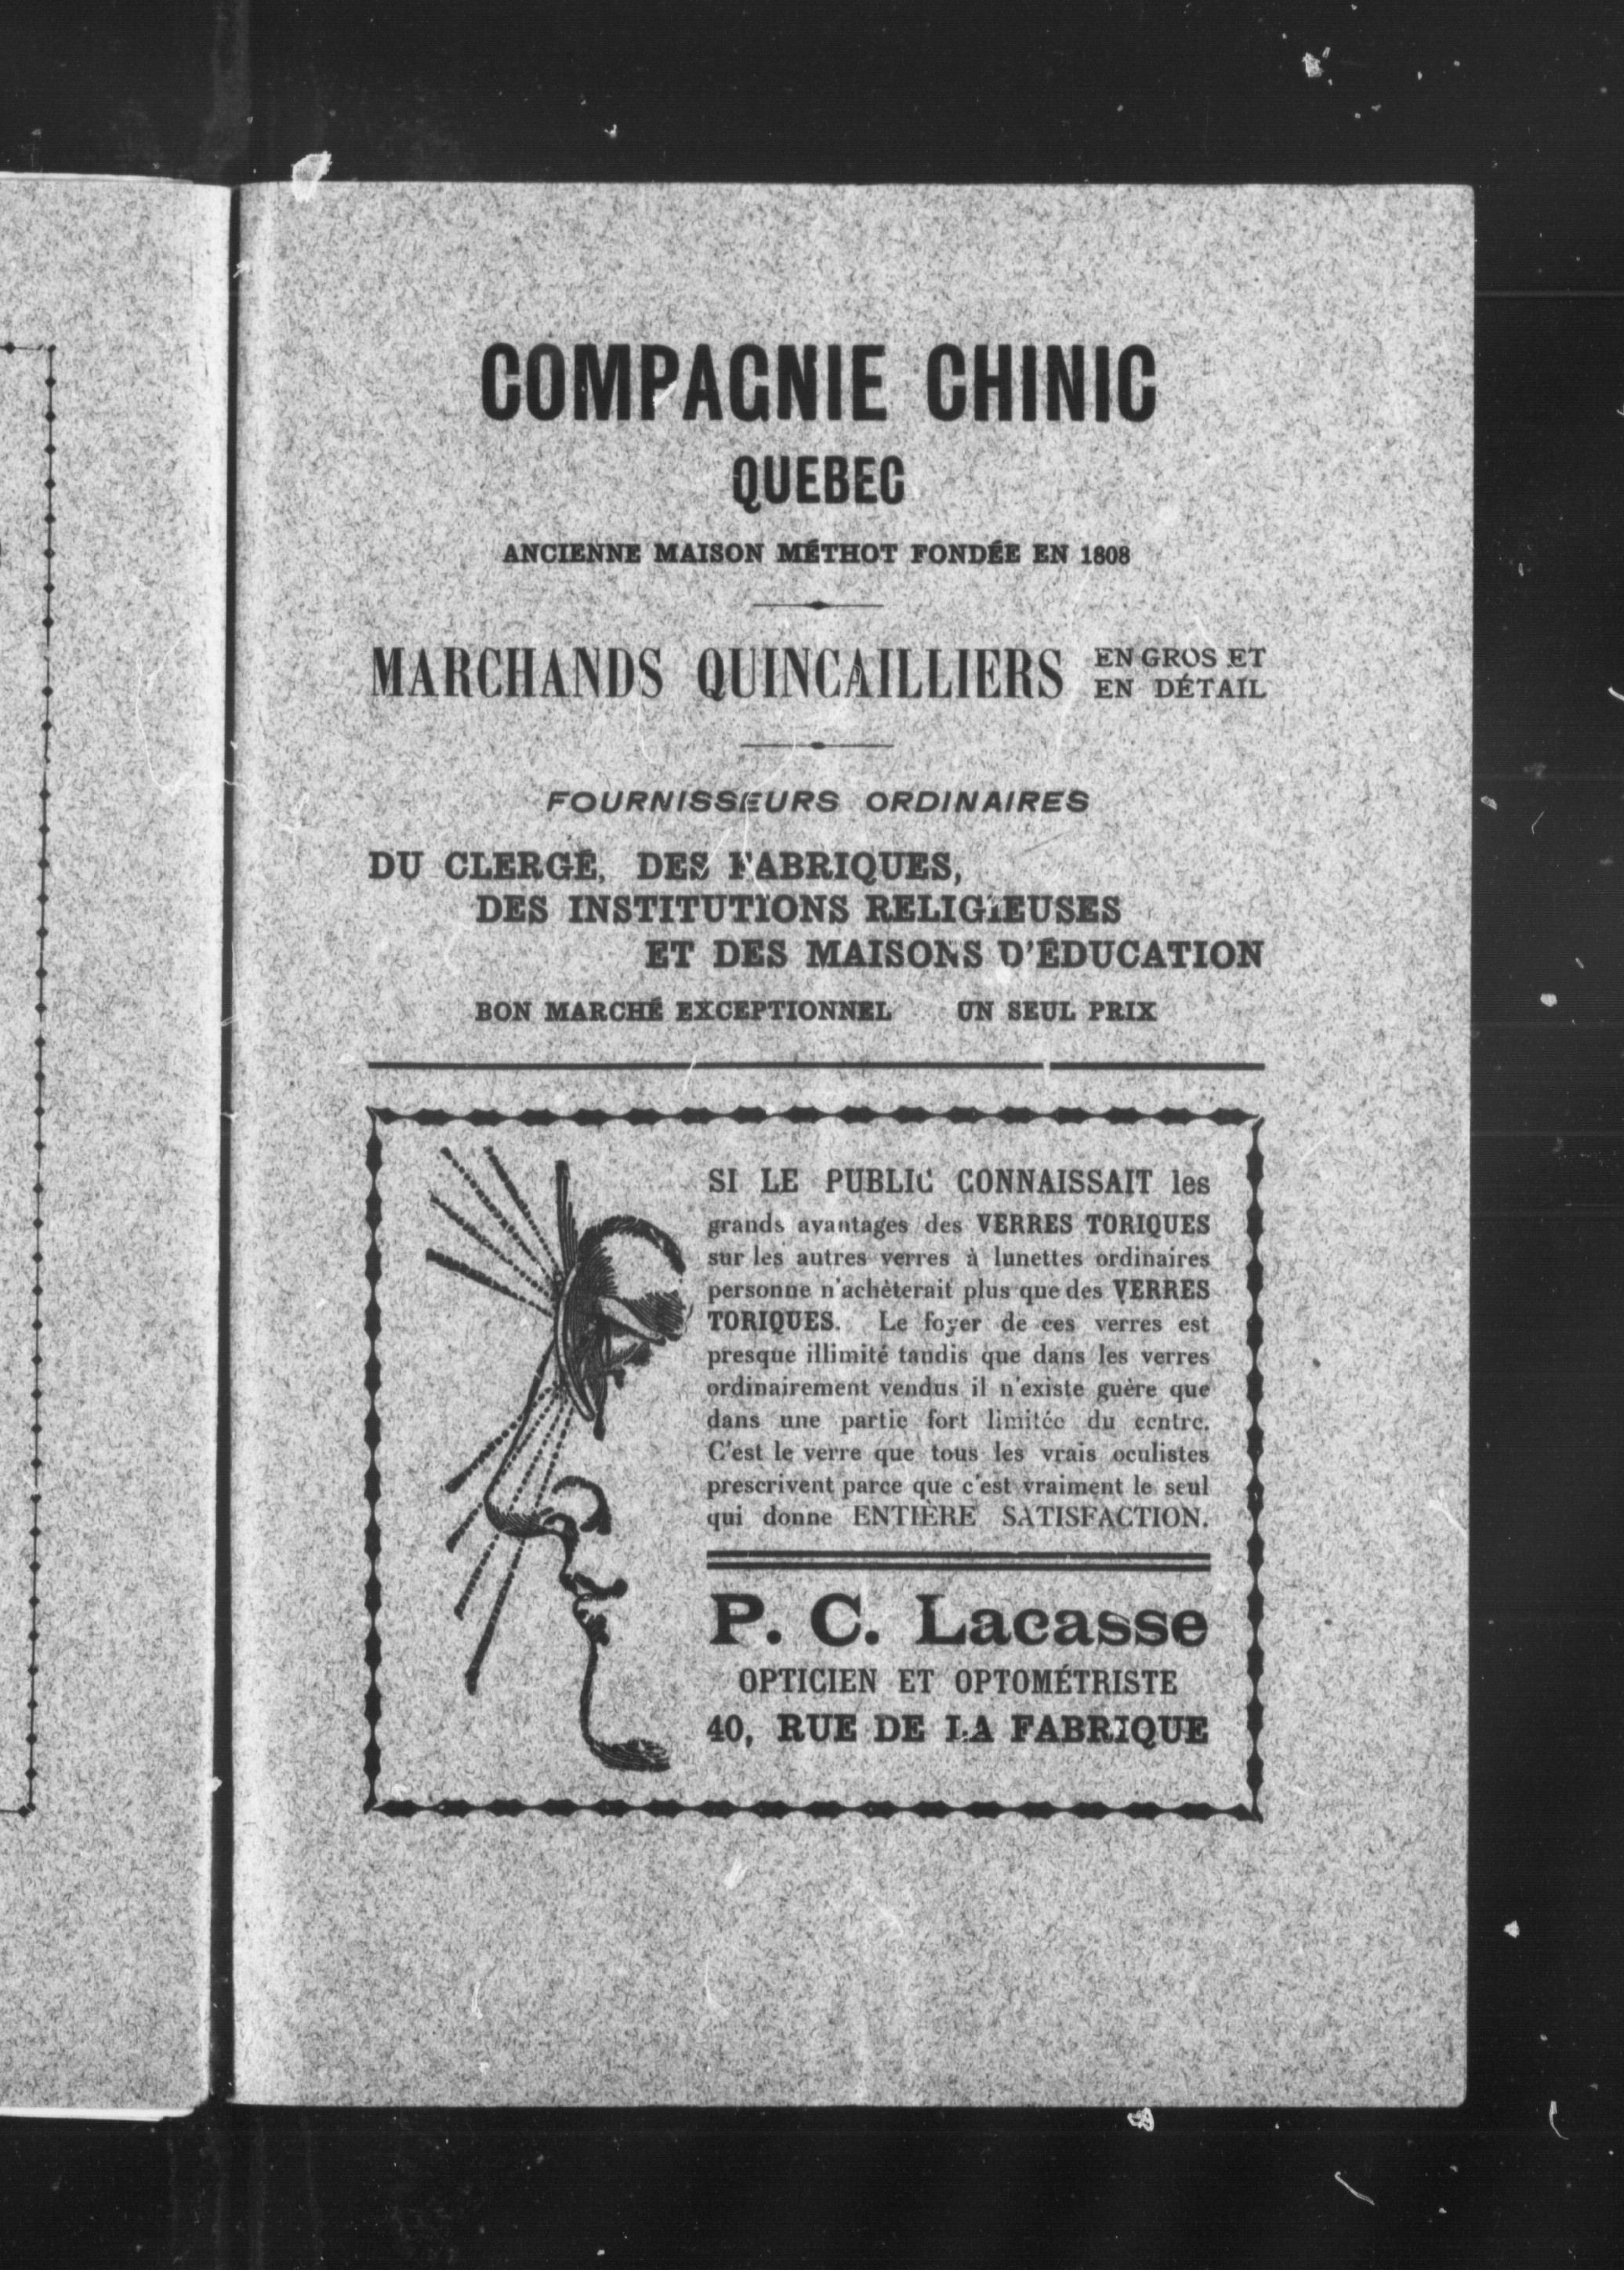 COMPAGNIE CHINIC
QUEBEC
ANCIENNE MAISON MÉTHOT FONDÉE EN 1808
MARCHANDS QUINCAILLIERS EN GROS ET
EN DÉTAIL
FOURNISSEURS ORDINAIRES
DU CLERGÉ, DES FABRIQUES,
DES INSTITUTIONS RELIGIEUSES
ET DES MAISONS D'ÉDUCATION
BON MARCHÉ EXCEPTIONNEL UN SEUL PRIX
SI LE PUBLIC CONNAISSAIT les
grands avantages des VERRES TORIQUES
sur les autres verres à lunettes ordinaires
personne n'achèterait plus que des VERRES
TORIQUES. Le foyer de ces verres est
presque illimité tandis que dans les verres
ordinairement vendus il n'existe guère que
dans une partie fort limitée du centre.
C'est le verre que tous les vrais oculistes
prescrivent parce que c'est vraiment le seul
qui donne ENTIÈRE SATISFACTION.
P. C. Lacasse
OPTICIEN ET OPTOMÉTRISTE
40, RUE DE LA FABRIQUE